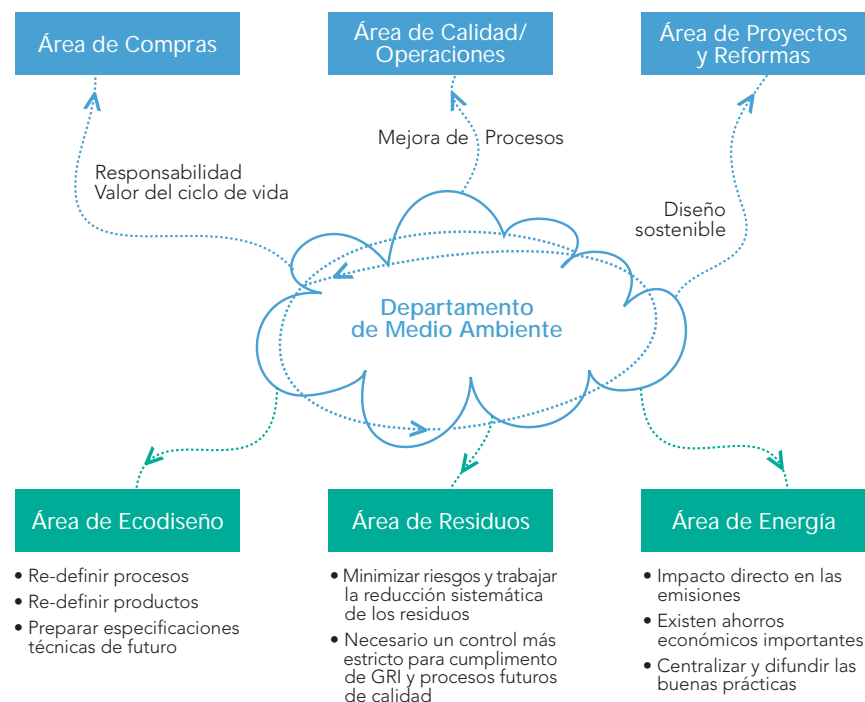 Área de Compras
Área de Calidad/
Operaciones
Área de Proyectos
y Reformas
Mejora de Procesos
Responsabilidad
Valor del ciclo de vida
Diseño
sostenible
Departamento
de Medio Ambiente
Área de Ecodiseño
• Re-definir procesos
• Re-definir productos
• Preparar especificaciones
técnicas de futuro
Área de Residuos
• Minimizar riesgos y trabajar
la reducción sistemática
de los residuos
• Necesario un control más
estricto para cumplimento
de GRI y procesos futuros
de calidad
Área de Energía
• Impacto directo en las
emisiones
• Existen ahorros
económicos importantes
• Centralizar y difundir las
buenas prácticas